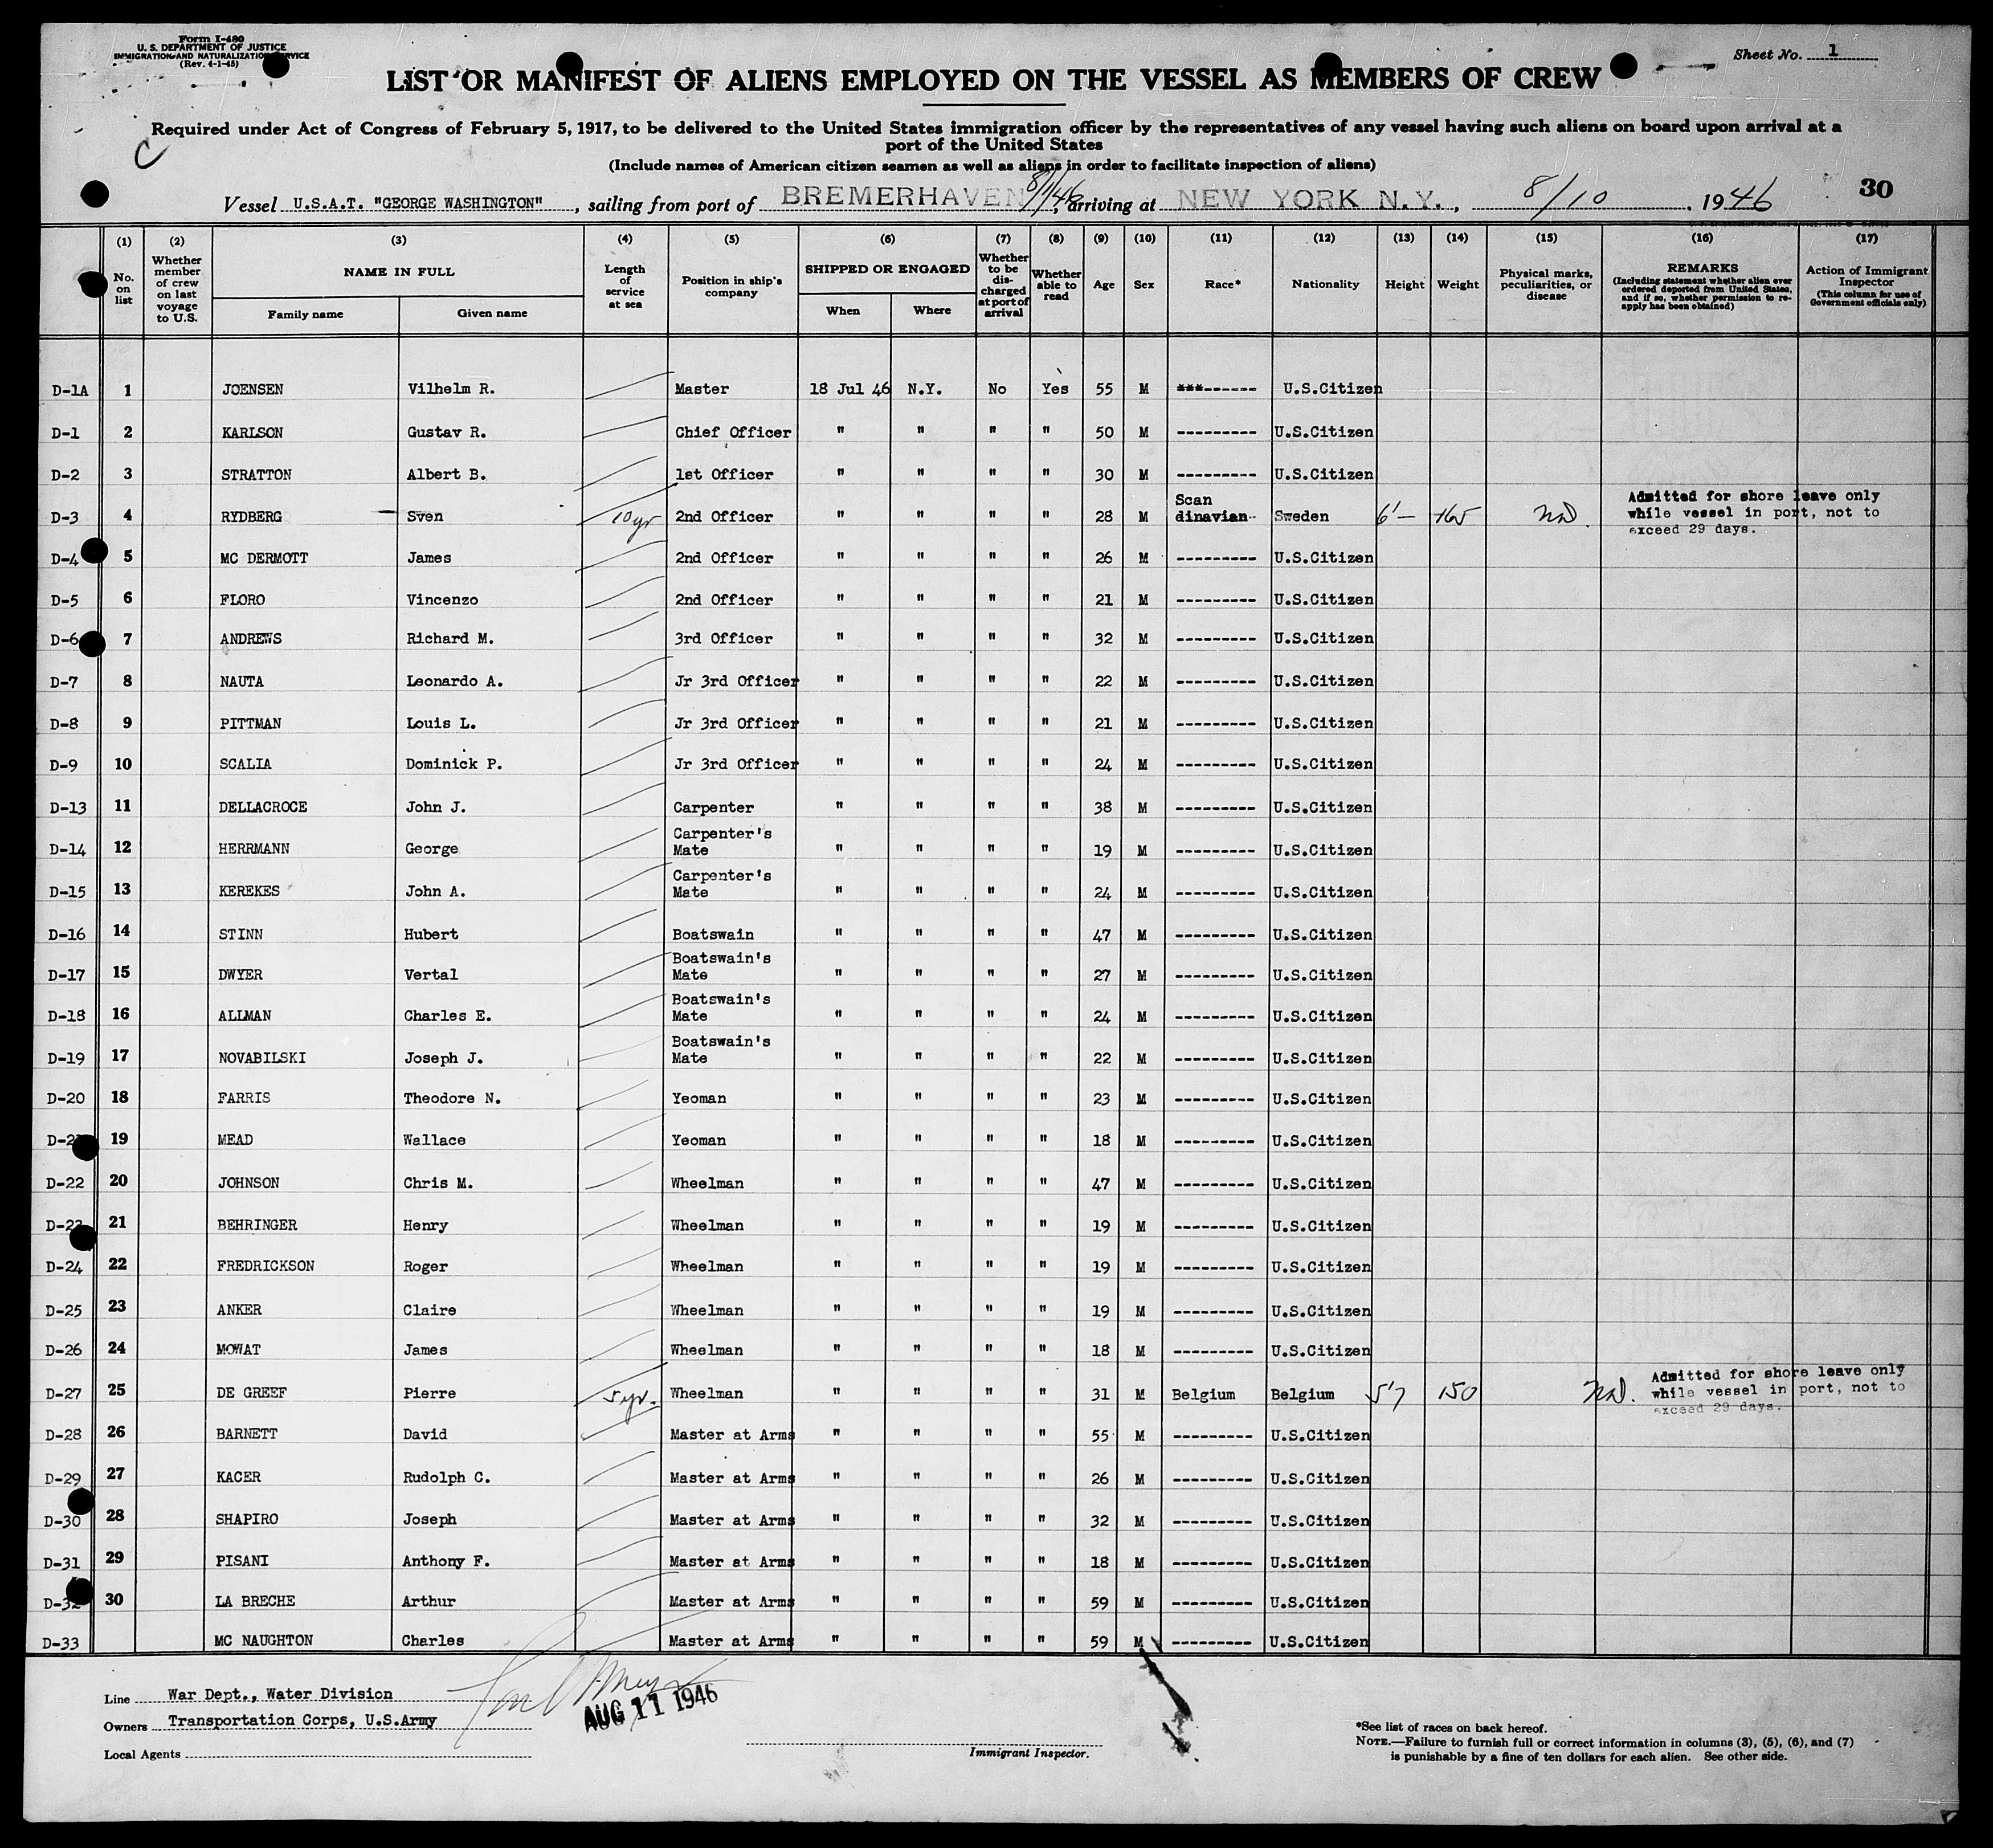 Form I-480
U. S. DEPARTMENT OF JUSTICE
IMMIGRATION AND NATURALIZATION SERVICE
(Rev. 4-1-45)
Sheet No. 1
LIST OR MANIFEST OF ALIENS EMPLOYED ON THE VESSEL AS MEMBERS OF CREW
Required under Act of Congress of February 5, 1917, to be delivered to the United States immigration officer by the representatives of any vessel having such aliens on board upon arrival at a
port of the United States
(Include names of American citizen seamen as well as aliens in order to facilitate inspection of aliens)
Vessel U.S.A.T. "GEORGE WASHINGTON", sailing from port of BREMERHAVEN 8/1/46, arriving at NEW YORK N.Y., 8/10, 1946 30
(1) (2) (3) (4) (5) (6) (7) (8) (9) (10) (11) (12) (13) (14) (15) (16) (17)
No. on list Whether member of crew on last voyage to U.S. NAME IN FULL Length of service at sea Position in ship's company SHIPPED OR ENGAGED Whether to be discharged at port of arrival Whether able to read Age Sex Race* Nationality Height Weight Physical marks, peculiarities, or disease REMARKS (Including statement whether alien ever ordered deported from United States, and if so, whether permission to reapply has been obtained) Action of Immigrant Inspector (This column for use of Government officials only)
Family name Given name When Where
D-1A 1 JOENSEN Vilhelm R. Master 18 Jul 46 N.Y. No Yes 55 M ***------ U.S.Citizen
D-1 2 KARLSON Gustav R. Chief Officer " " " " 50 M --------- U.S.Citizen
D-2 3 STRATTON Albert B. 1st Officer " " " " 30 M --------- U.S.Citizen
D-3 4 RYDBERG Sven 10 yr 2nd Officer " " " " 28 M Scandinavian- Sweden 6'- 165 Admitted for shore leave only while vessel in port, not to exceed 29 days.
D-4 5 MC DERMOTT James 2nd Officer " " " " 26 M --------- U.S.Citizen
D-5 6 FLORO Vincenzo 2nd Officer " " " " 21 M --------- U.S.Citizen
D-6 7 ANDREWS Richard M. 3rd Officer " " " " 32 M --------- U.S.Citizen
D-7 8 NAUTA Leonardo A. Jr 3rd Officer " " " " 22 M --------- U.S.Citizen
D-8 9 PITTMAN Louis L. Jr 3rd Officer " " " " 21 M --------- U.S.Citizen
D-9 10 SCALIA Dominick P. Jr 3rd Officer " " " " 24 M --------- U.S.Citizen
D-13 11 DELLACROCE John J. Carpenter " " " " 38 M --------- U.S.Citizen
D-14 12 HERRMANN George Carpenter's Mate " " " " 19 M --------- U.S.Citizen
D-15 13 KEREKES John A. Carpenter's Mate " " " " 24 M --------- U.S.Citizen
D-16 14 STINN Hubert Boatswain " " " " 47 M --------- U.S.Citizen
D-17 15 DWYER Vertal Boatswain's Mate " " " " 27 M --------- U.S.Citizen
D-18 16 ALLMAN Charles E. Boatswain's Mate " " " " 24 M --------- U.S.Citizen
D-19 17 NOVABILSKI Joseph J. Boatswain's Mate " " " " 22 M --------- U.S.Citizen
D-20 18 FARRIS Theodore N. Yeoman " " " " 23 M --------- U.S.Citizen
D-21 19 MEAD Wallace Yeoman " " " " 18 M --------- U.S.Citizen
D-22 20 JOHNSON Chris M. Wheelman " " " " 47 M --------- U.S.Citizen
D-23 21 BEHRINGER Henry Wheelman " " " " 19 M --------- U.S.Citizen
D-24 22 FREDRICKSON Roger Wheelman " " " " 19 M --------- U.S.Citizen
D-25 23 ANKER Claire Wheelman " " " " 19 M --------- U.S.Citizen
D-26 24 MOWAT James Wheelman " " " " 18 M --------- U.S.Citizen
D-27 25 DE GREEF Pierre 5 yr. Wheelman " " " " 31 M Belgium Belgium 5'7 150 Admitted for shore leave only while vessel in port, not to exceed 29 days.
D-28 26 BARNETT David Master at Arms " " " " 55 M --------- U.S.Citizen
D-29 27 KACER Rudolph C. Master at Arms " " " " 26 M --------- U.S.Citizen
D-30 28 SHAPIRO Joseph Master at Arms " " " " 32 M --------- U.S.Citizen
D-31 29 PISANI Anthony F. Master at Arms " " " " 18 M --------- U.S.Citizen
D-32 30 LA BRECHE Arthur Master at Arms " " " " 59 M --------- U.S.Citizen
D-33 MC NAUGHTON Charles Master at Arms " " " " 59 M --------- U.S.Citizen
Line War Dept., Water Division
AUG 11 1946
Owners Transportation Corps, U.S.Army
Local Agents
Immigrant Inspector.
*See list of races on back hereof.
NOTE.—Failure to furnish full or correct information in columns (3), (5), (6), and (7)
is punishable by a fine of ten dollars for each alien. See other side.